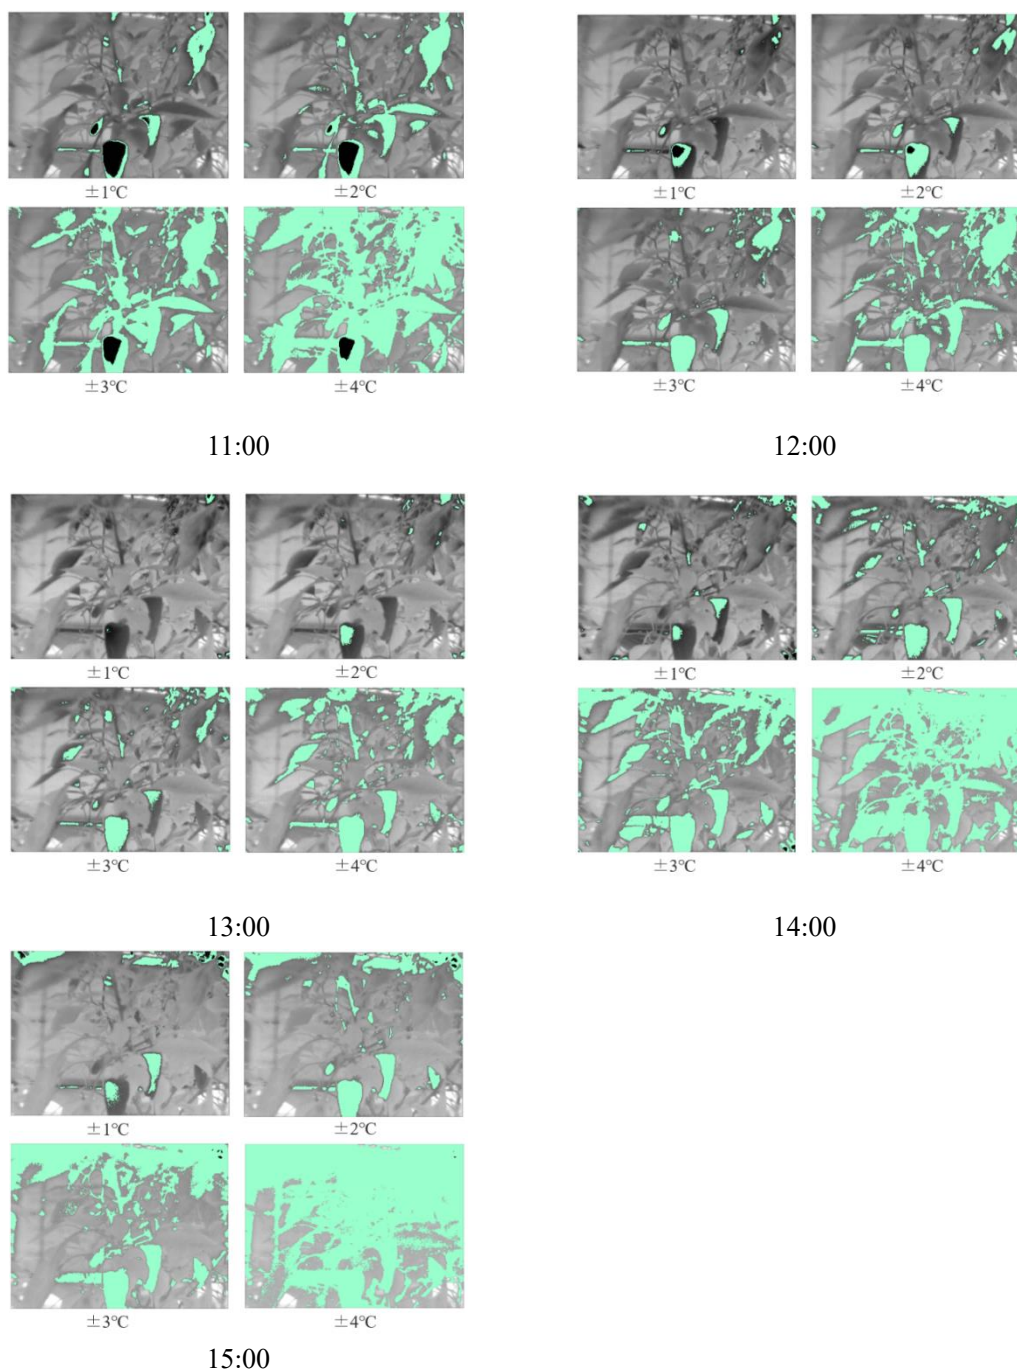 ±1℃ ±2℃ ±1℃ ±2℃
±3℃ ±4℃ ±3℃ ±4℃
11:00 12:00
±1℃ ±2℃ ±1℃ ±2℃
±3℃ ±4℃ ±3℃ ±4℃
13:00 14:00
±1℃ ±2℃
±3℃ ±4℃
15:00